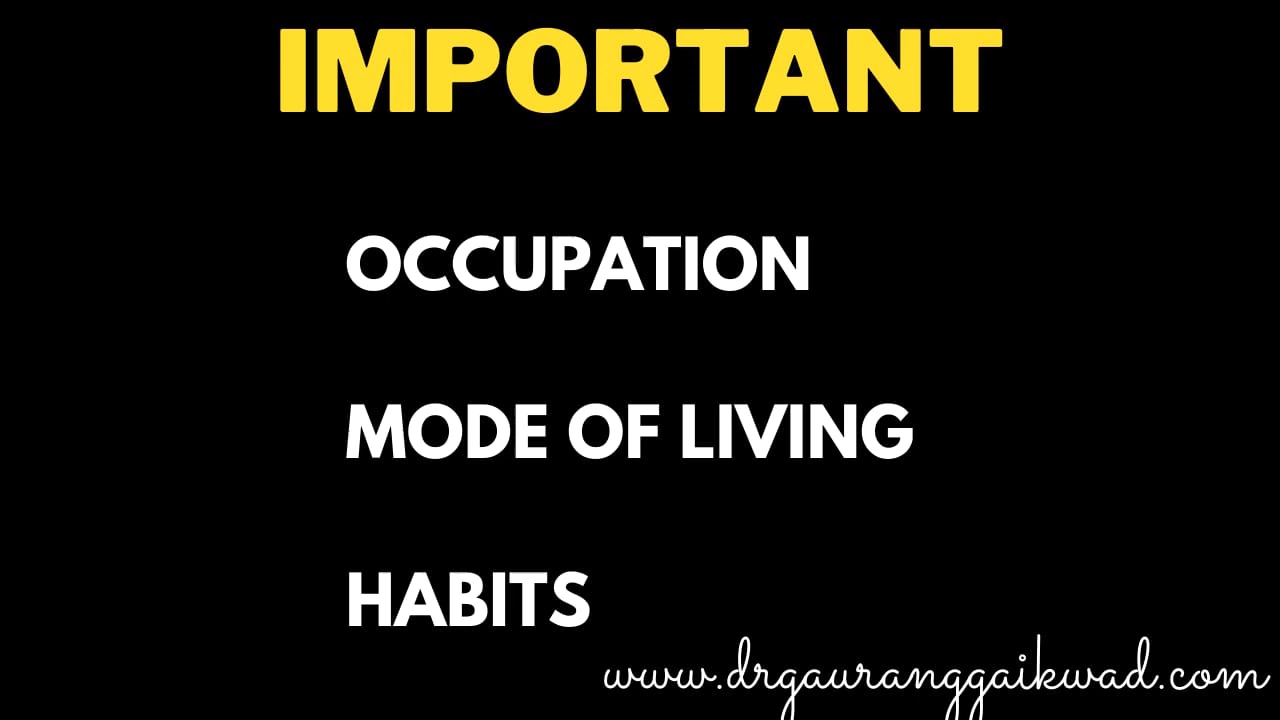 IMPORTANT
OCCUPATION
MODE OF LIVING
HABITS
www.drgauranggaikwad.com